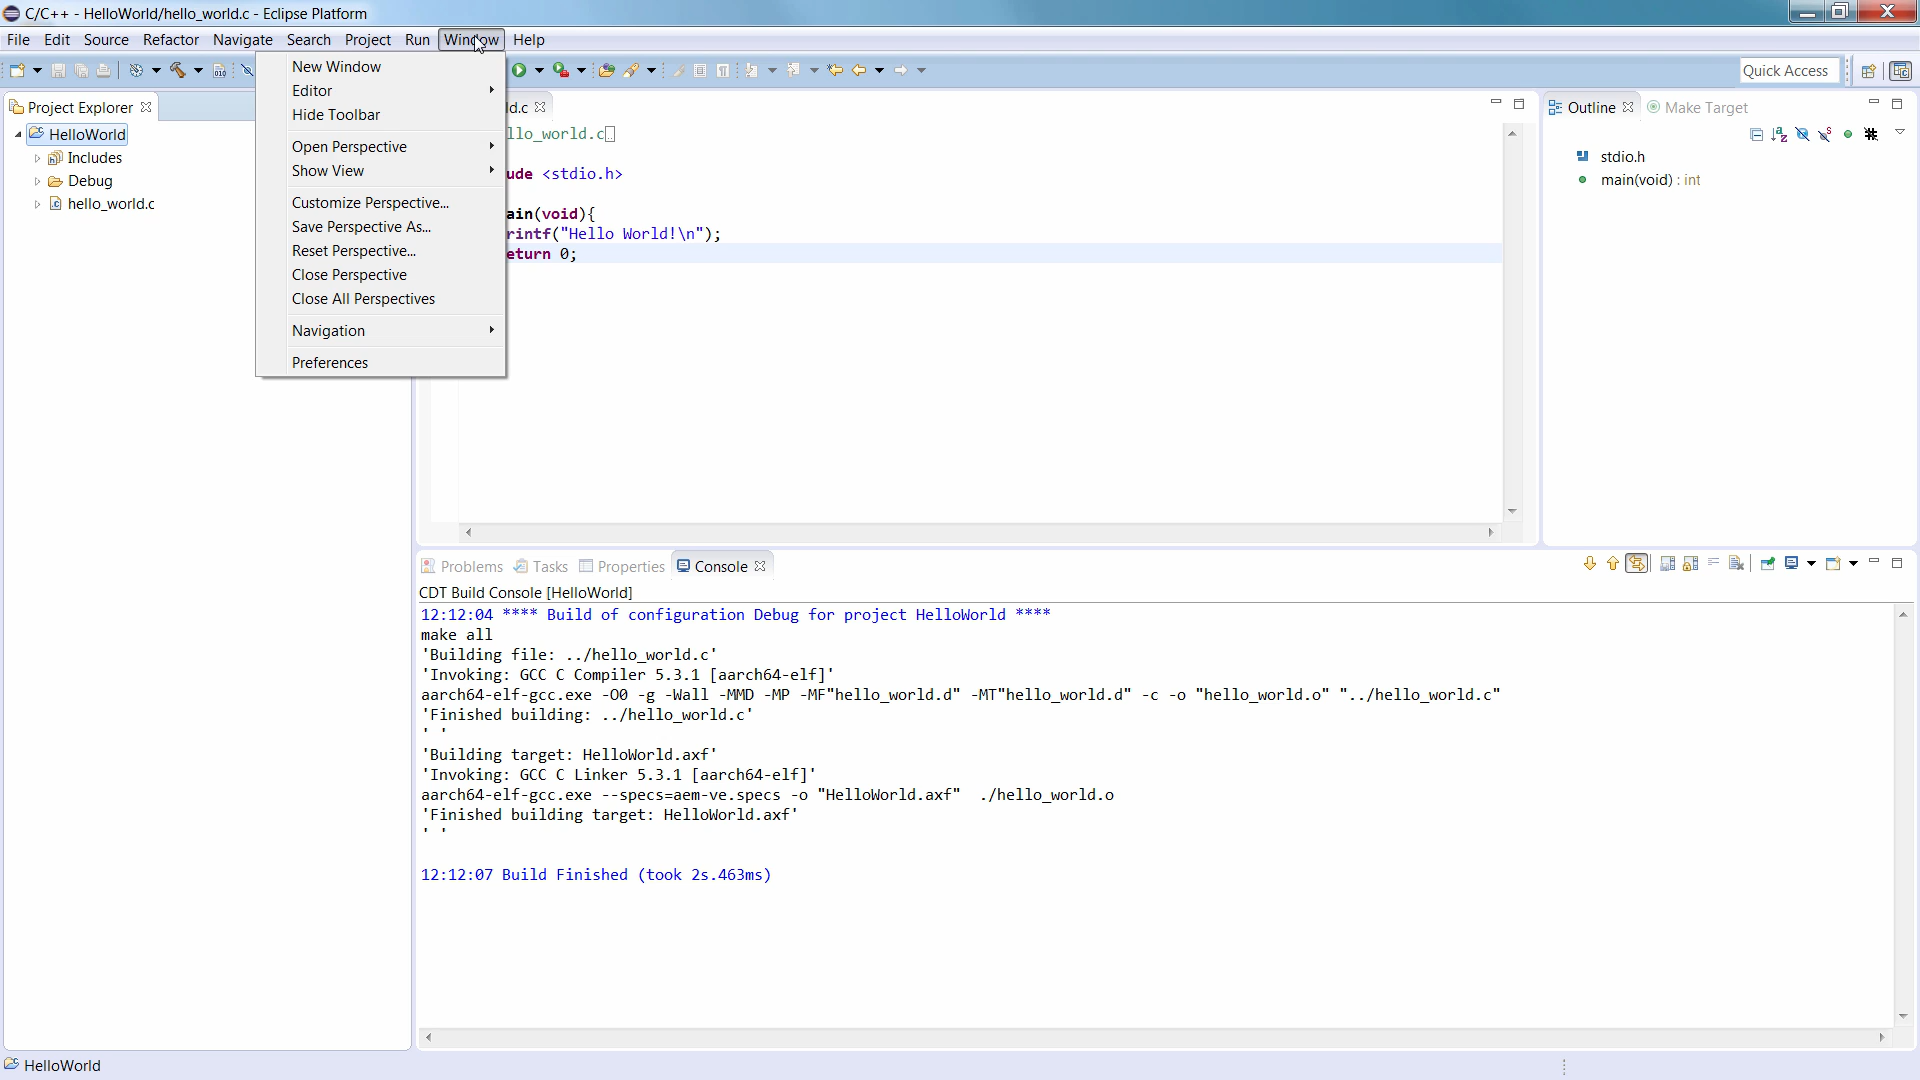 C/C++ - HelloWorld/hello_world.c - Eclipse Platform
File Edit Source Refactor Navigate Search Project Run Window Help
Quick Access
New Window
Editor
Hide Toolbar
Open Perspective
Show View
Customize Perspective...
Save Perspective As...
Reset Perspective...
Close Perspective
Close All Perspectives
Navigation
Preferences
Project Explorer
HelloWorld
Includes
Debug
hello_world.c
ld.c
llo_world.c
ude <stdio.h>
ain(void){
rintf("Hello World!\n");
eturn 0;
Outline Make Target
stdio.h
main(void) : int
Problems Tasks Properties Console
CDT Build Console [HelloWorld]
12:12:04 **** Build of configuration Debug for project HelloWorld ****
make all
'Building file: ../hello_world.c'
'Invoking: GCC C Compiler 5.3.1 [aarch64-elf]'
aarch64-elf-gcc.exe -O0 -g -Wall -MMD -MP -MF"hello_world.d" -MT"hello_world.d" -c -o "hello_world.o" "../hello_world.c"
'Finished building: ../hello_world.c'
' '
'Building target: HelloWorld.axf'
'Invoking: GCC C Linker 5.3.1 [aarch64-elf]'
aarch64-elf-gcc.exe --specs=aem-ve.specs -o "HelloWorld.axf"  ./hello_world.o
'Finished building target: HelloWorld.axf'
' '
12:12:07 Build Finished (took 2s.463ms)
HelloWorld